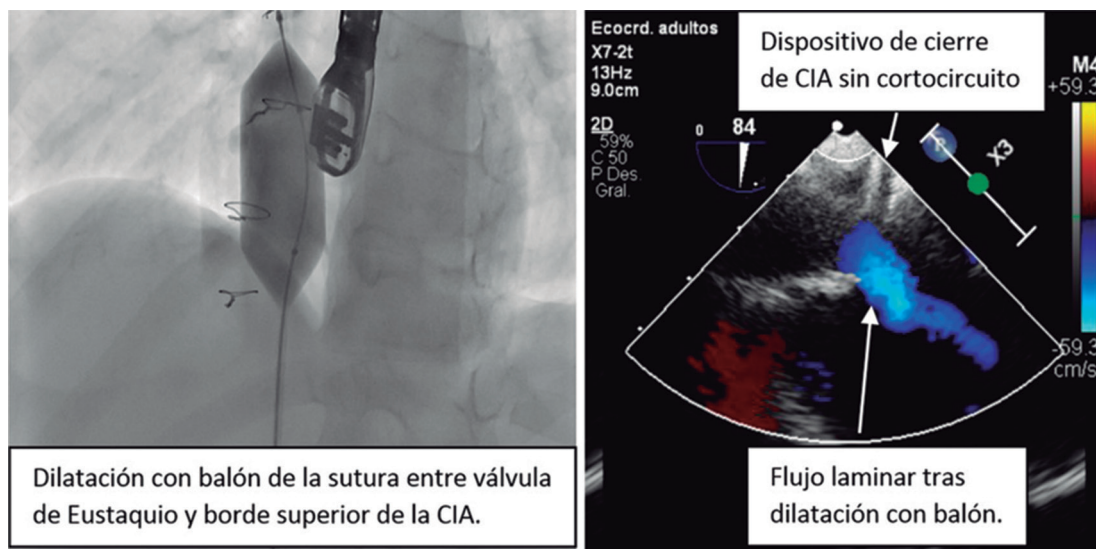 Dilatación con balón de la sutura entre válvula
de Eustaquio y borde superior de la CIA.
Ecocrd. adultos
X7-2t
13Hz
9.0cm
2D
59%
C 50
P Des.
Gral.
0 84
Dispositivo de cierre
de CIA sin cortocircuito
P
X3
M4
+59.3
-59.3
cm/s
Flujo laminar tras
dilatación con balón.